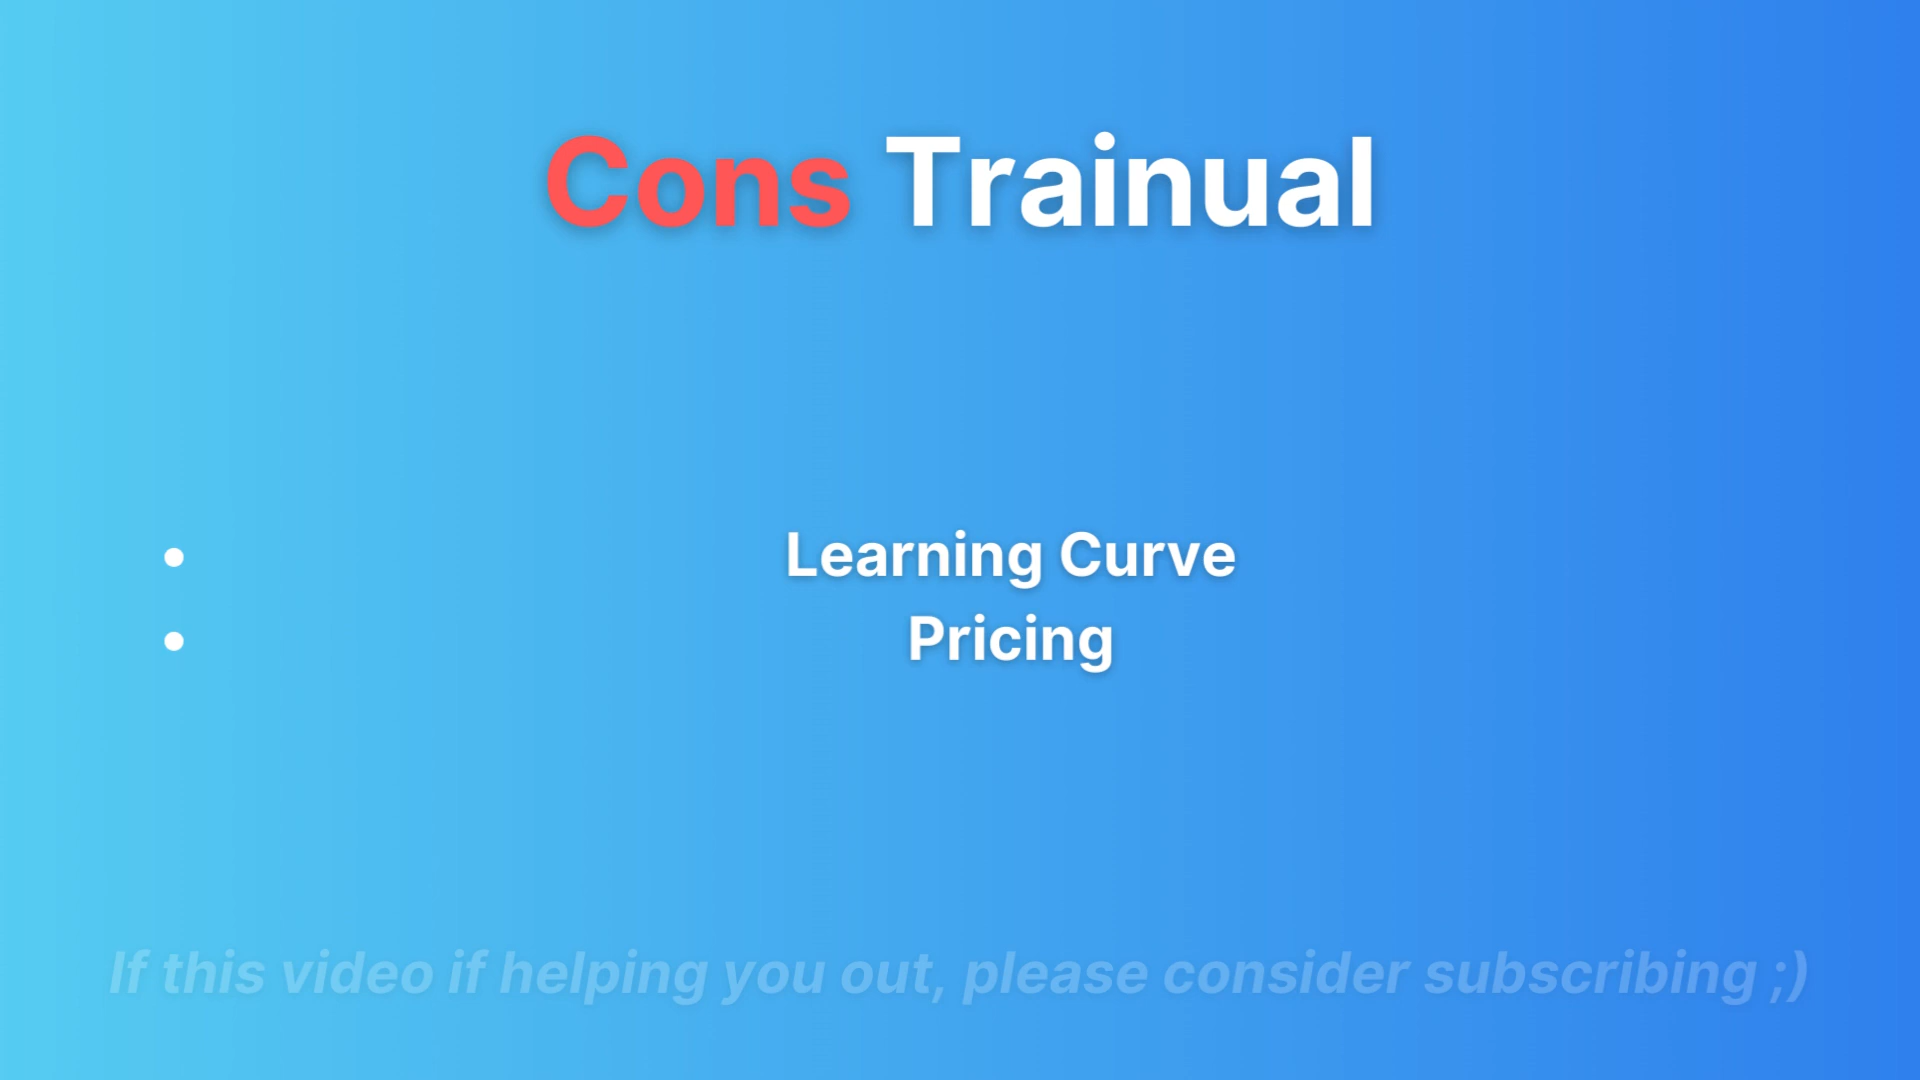 Cons Trainual
• Learning Curve
• Pricing
If this video if helping you out, please consider subscribing ;)